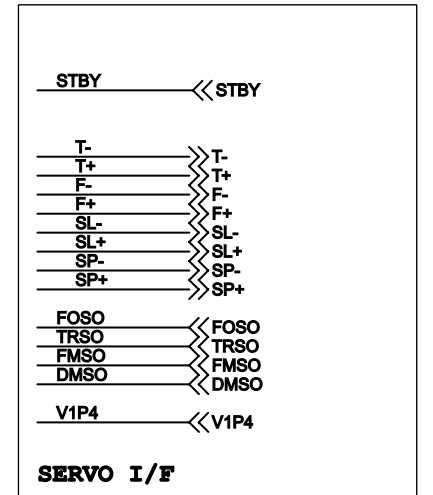 STBY STBY
T- T-
T+ T+
F- F-
F+ F+
SL- SL-
SL+ SL+
SP- SP-
SP+ SP+
FOSO FOSO
TRSO TRSO
FMSO FMSO
DMSO DMSO
V1P4 V1P4
SERVO I/F